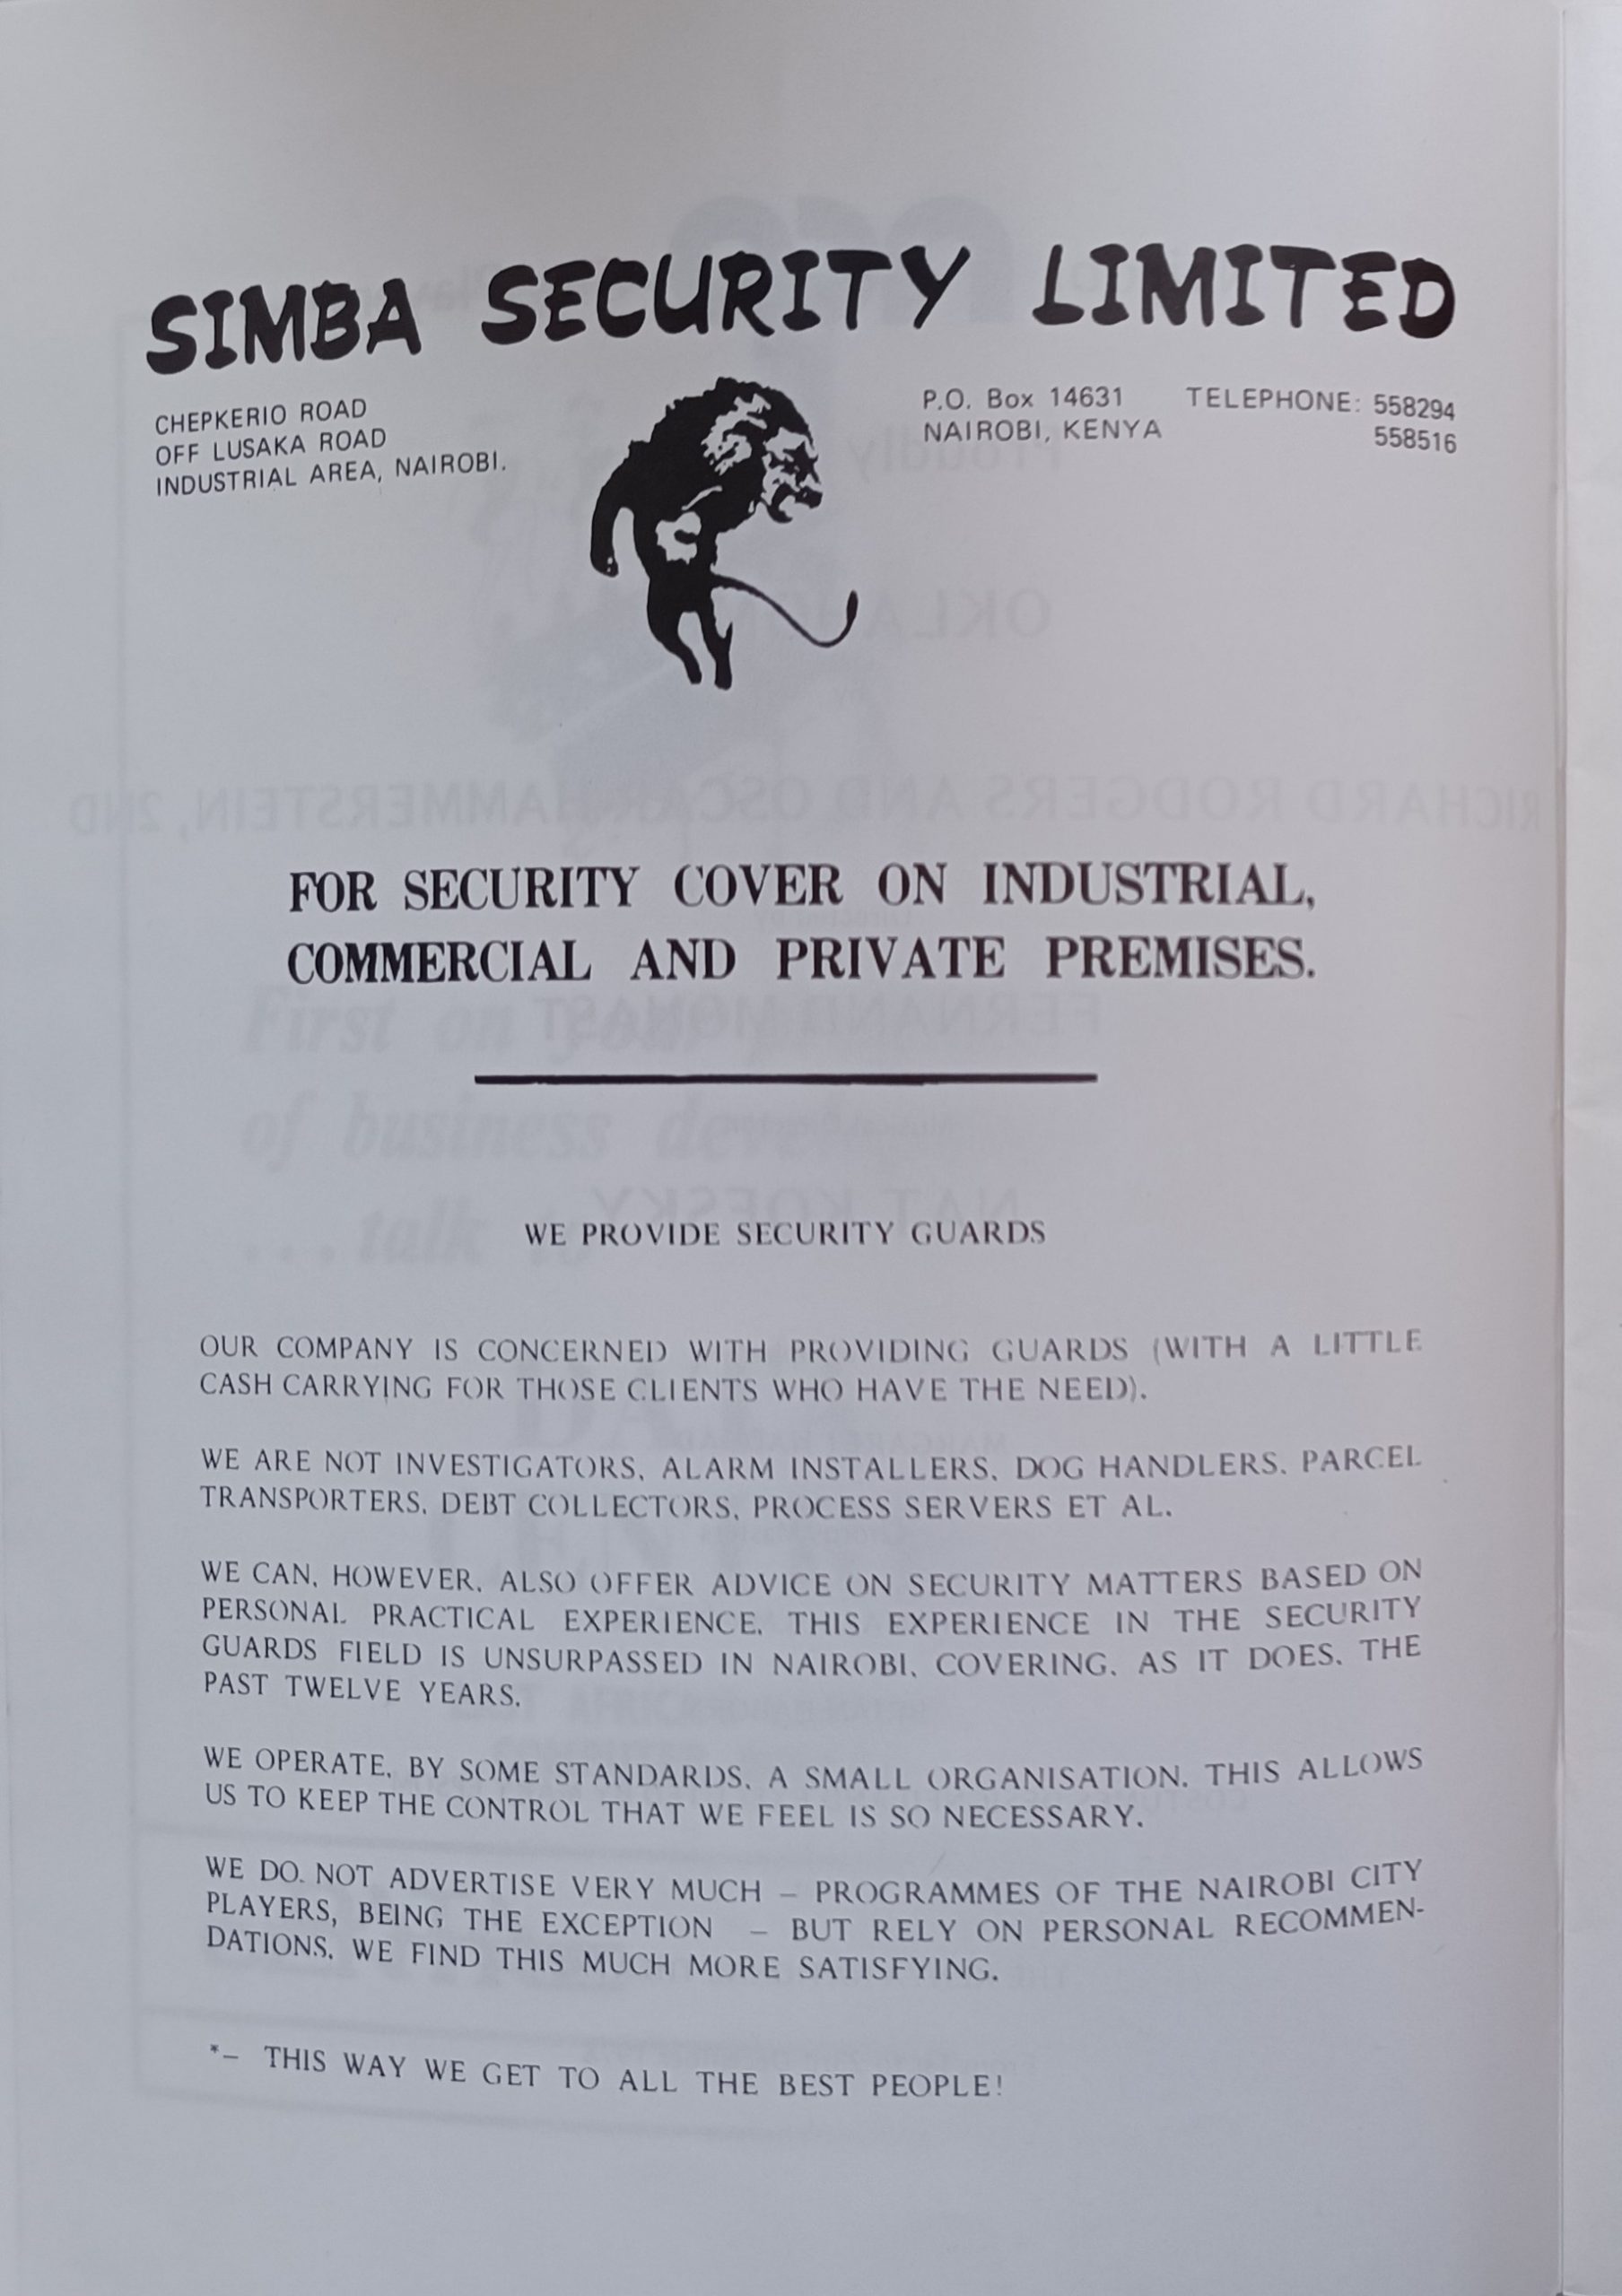 SIMBA SECURITY LIMITED
CHEPKERIO ROAD
OFF LUSAKA ROAD
INDUSTRIAL AREA, NAIROBI.
P.O. Box 14631
NAIROBI, KENYA
TELEPHONE: 558294
558516
FOR SECURITY COVER ON INDUSTRIAL,
COMMERCIAL AND PRIVATE PREMISES.
WE PROVIDE SECURITY GUARDS
OUR COMPANY IS CONCERNED WITH PROVIDING GUARDS (WITH A LITTLE
CASH CARRYING FOR THOSE CLIENTS WHO HAVE THE NEED).
WE ARE NOT INVESTIGATORS, ALARM INSTALLERS, DOG HANDLERS, PARCEL
TRANSPORTERS, DEBT COLLECTORS, PROCESS SERVERS ET AL.
WE CAN, HOWEVER, ALSO OFFER ADVICE ON SECURITY MATTERS BASED ON
PERSONAL PRACTICAL EXPERIENCE. THIS EXPERIENCE IN THE SECURITY
GUARDS FIELD IS UNSURPASSED IN NAIROBI, COVERING, AS IT DOES, THE
PAST TWELVE YEARS.
WE OPERATE, BY SOME STANDARDS, A SMALL ORGANISATION. THIS ALLOWS
US TO KEEP THE CONTROL THAT WE FEEL IS SO NECESSARY.
WE DO. NOT ADVERTISE VERY MUCH – PROGRAMMES OF THE NAIROBI CITY
PLAYERS, BEING THE EXCEPTION – BUT RELY ON PERSONAL RECOMMEN-
DATIONS. WE FIND THIS MUCH MORE SATISFYING.
*– THIS WAY WE GET TO ALL THE BEST PEOPLE!